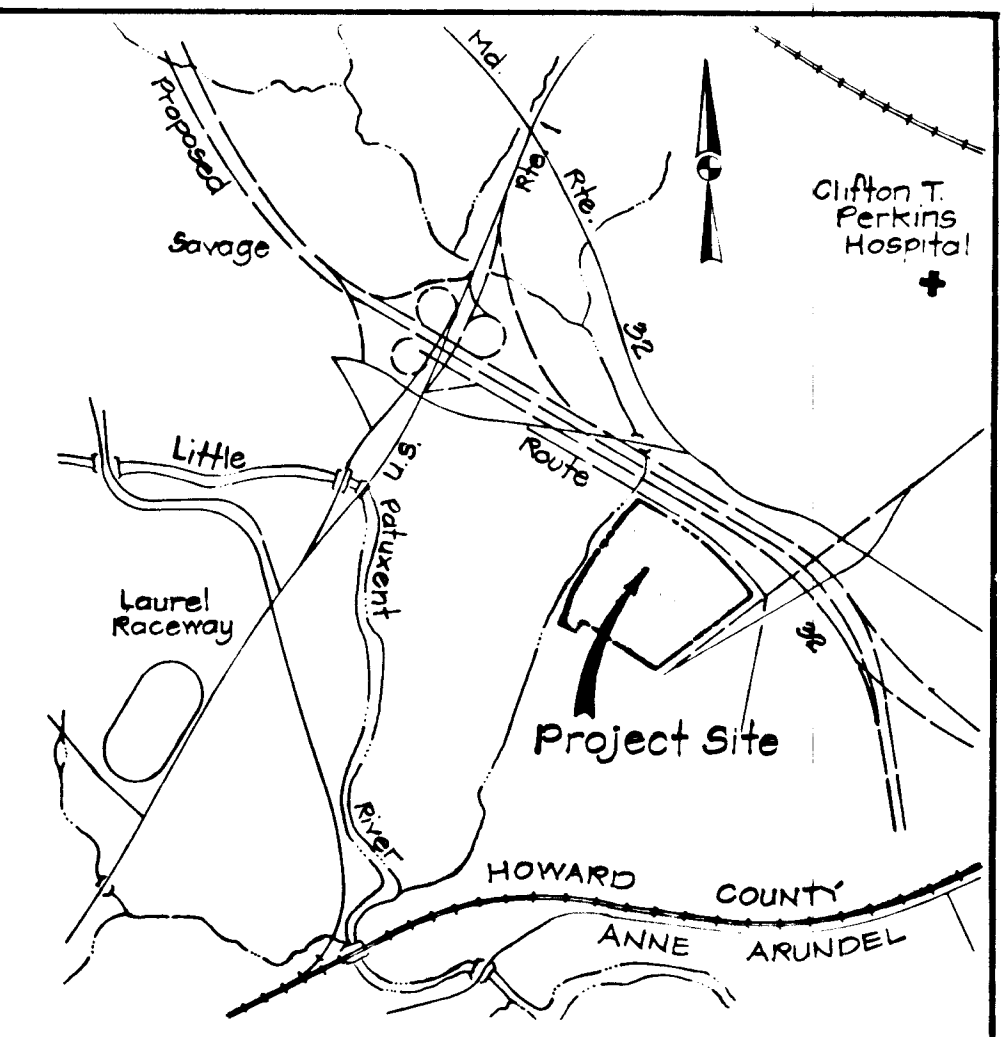 Md.
Rte. 32
Rte. 1
Proposed
Savage
Clifton T.
Perkins
Hospital
Little
Route 32
U.S.
Patuxent
Laurel
Raceway
Project Site
River
HOWARD COUNTY
ANNE ARUNDEL